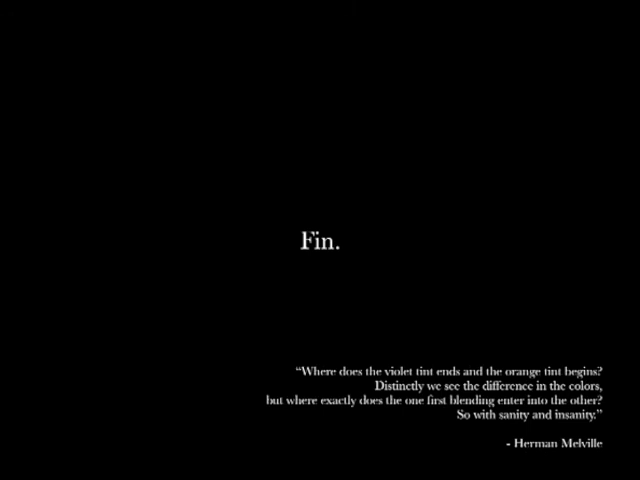 Fin.
“Where does the violet tint ends and the orange tint begins?
Distinctly we see the difference in the colors,
but where exactly does the one first blending enter into the other?
So with sanity and insanity.”
- Herman Melville